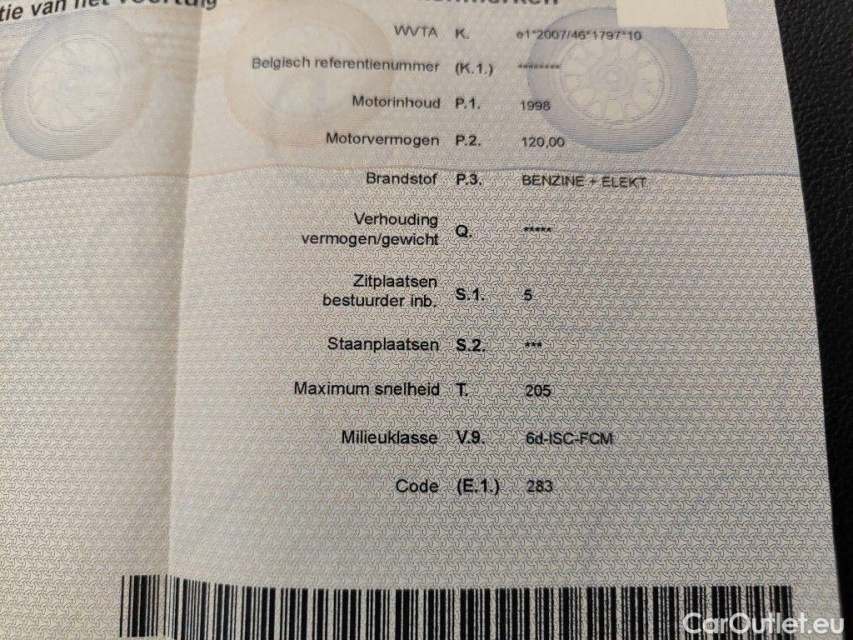 tie van het voertuig
WVTA K. e1*2007/46*1797*10
Belgisch referentienummer (K.1.) ********
Motorinhoud P.1. 1998
Motorvermogen P.2. 120,00
Brandstof P.3. BENZINE + ELEKT
Verhouding
vermogen/gewicht Q. *****
Zitplaatsen
bestuurder inb. S.1. 5
Staanplaatsen S.2. ***
Maximum snelheid T. 205
Milieuklasse V.9. 6d-ISC-FCM
Code (E.1.) 283
CarOutlet.eu